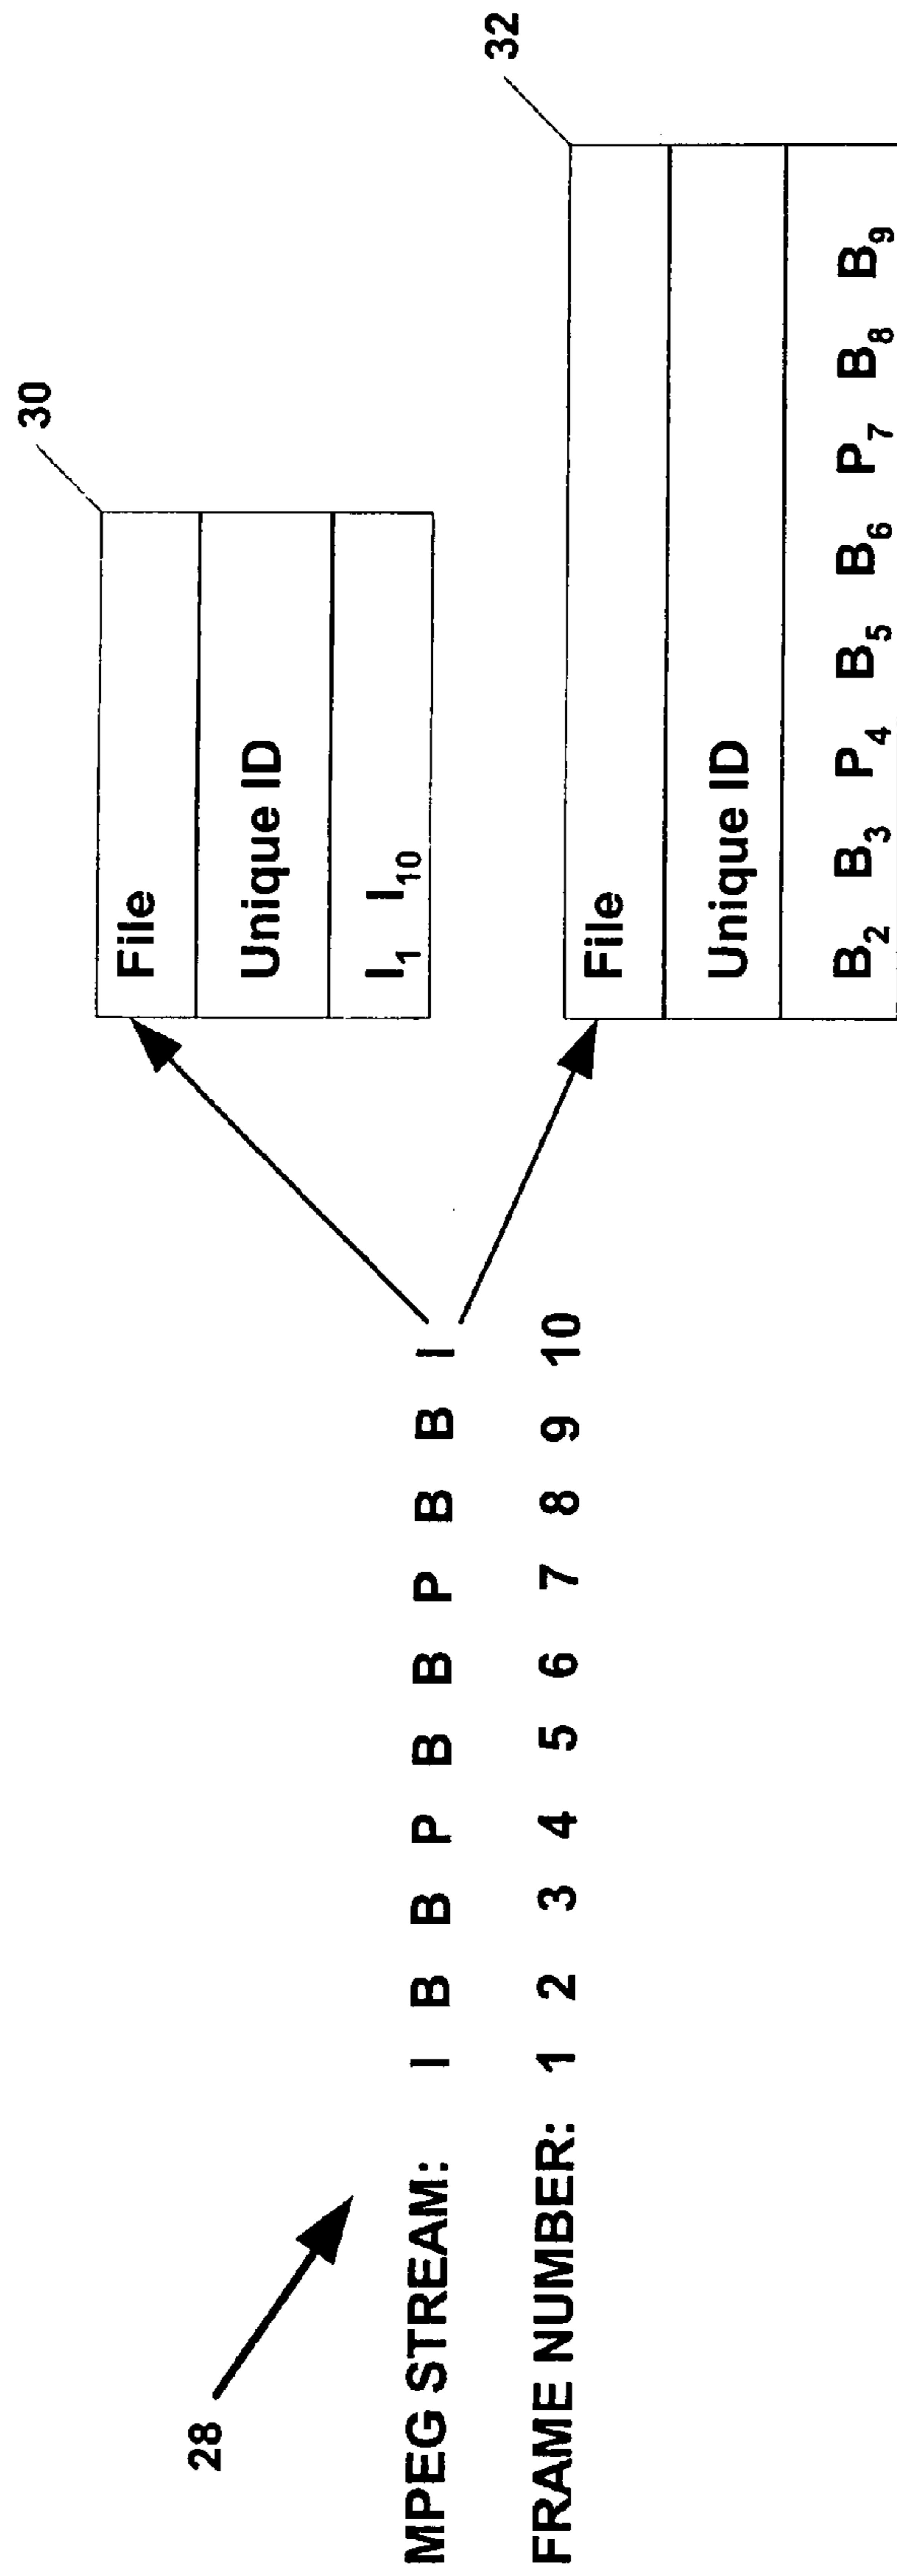 28
MPEG STREAM: I B B P B B P B B I
FRAME NUMBER: 1 2 3 4 5 6 7 8 9 10
30
File
Unique ID
I₁ I₁₀
32
File
Unique ID
B₂ B₃ P₄ B₅ B₆ P₇ B₈ B₉